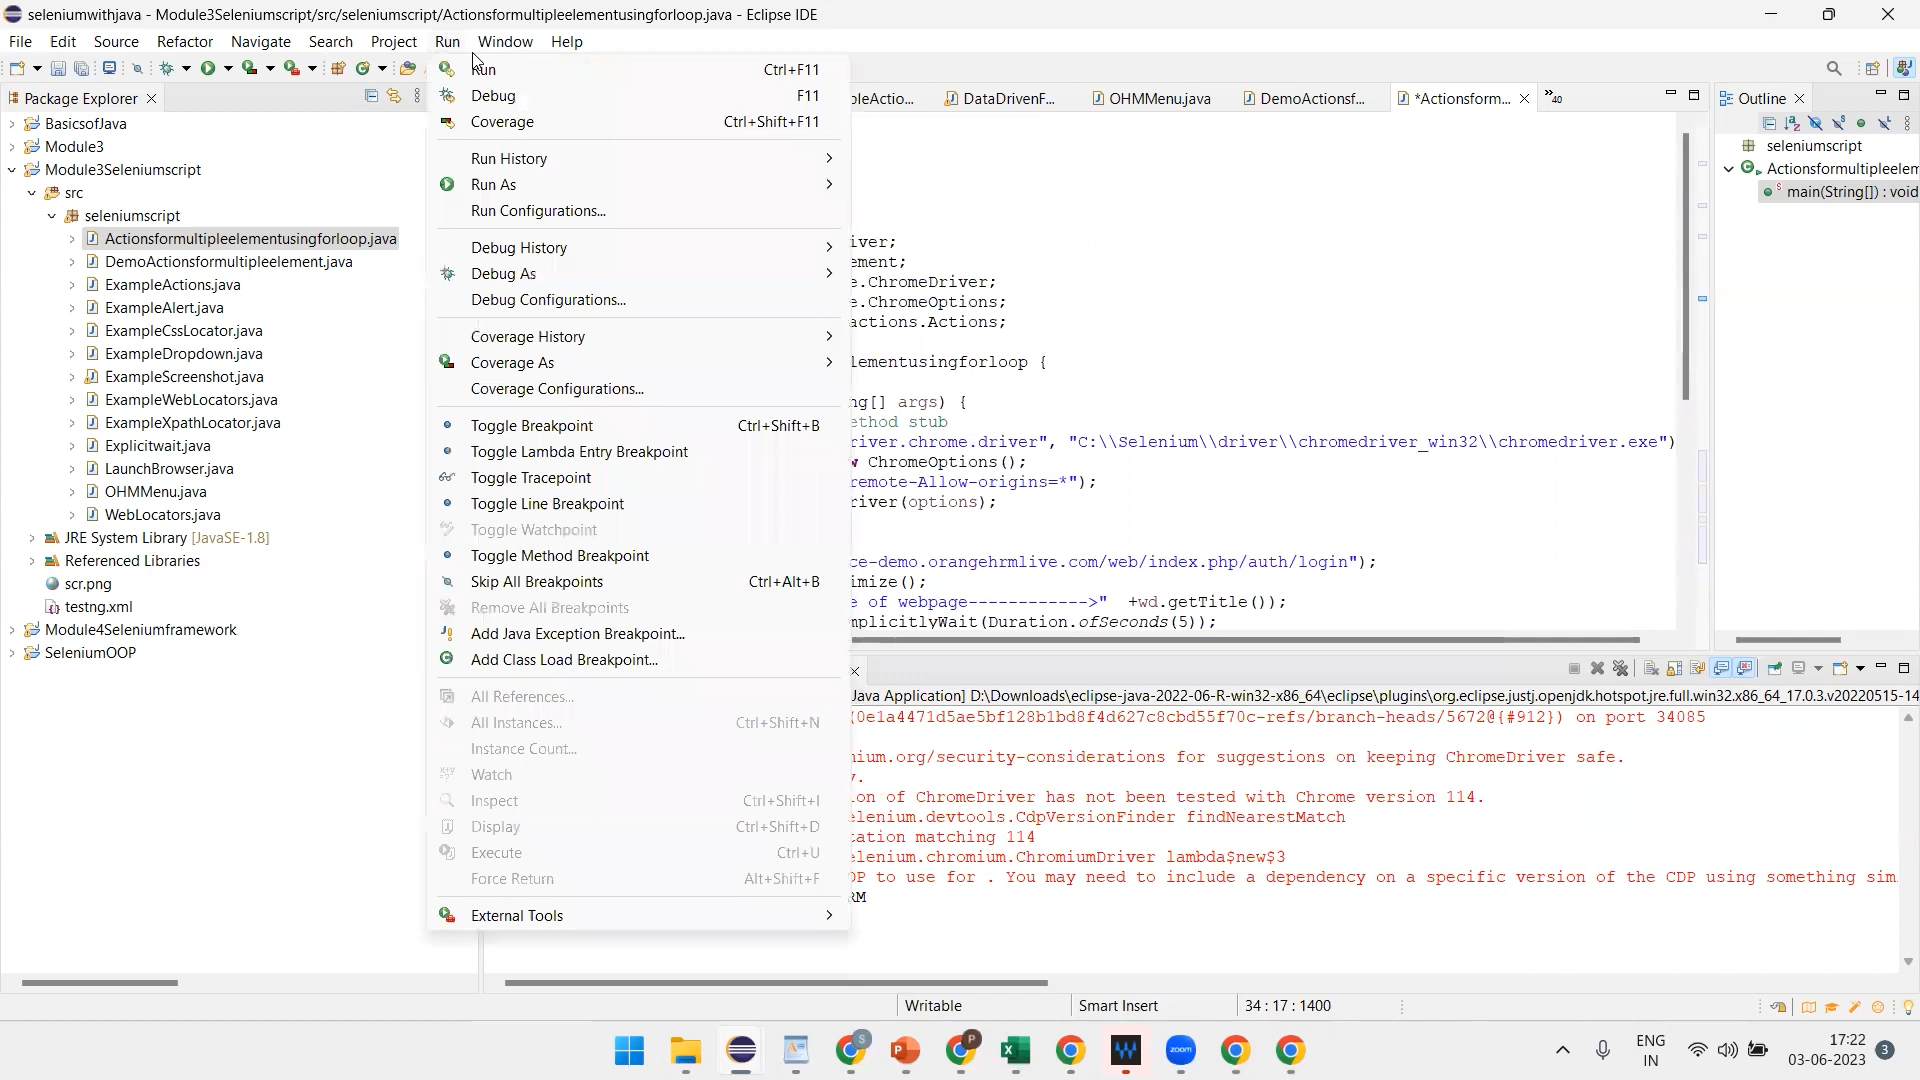 seleniumwithjava - Module3Seleniumscript/src/seleniumscript/Actionsformultipleelementusingforloop.java - Eclipse IDE
File Edit Source Refactor Navigate Search Project Run Window Help
Package Explorer
BasicsofJava
Module3
Module3Seleniumscript
src
seleniumscript
Actionsformultipleelementusingforloop.java
DemoActionsformultipleelement.java
ExampleActions.java
ExampleAlert.java
ExampleCssLocator.java
ExampleDropdown.java
ExampleScreenshot.java
ExampleWebLocators.java
ExampleXpathLocator.java
Explicitwait.java
LaunchBrowser.java
OHMMenu.java
WebLocators.java
JRE System Library [JavaSE-1.8]
Referenced Libraries
scr.png
testng.xml
Module4Seleniumframework
SeleniumOOP
Run Ctrl+F11
Debug F11
Coverage Ctrl+Shift+F11
Run History
Run As
Run Configurations...
Debug History
Debug As
Debug Configurations...
Coverage History
Coverage As
Coverage Configurations...
Toggle Breakpoint Ctrl+Shift+B
Toggle Lambda Entry Breakpoint
Toggle Tracepoint
Toggle Line Breakpoint
Toggle Watchpoint
Toggle Method Breakpoint
Skip All Breakpoints Ctrl+Alt+B
Remove All Breakpoints
Add Java Exception Breakpoint...
Add Class Load Breakpoint...
All References...
All Instances... Ctrl+Shift+N
Instance Count...
Watch
Inspect Ctrl+Shift+I
Display Ctrl+Shift+D
Execute Ctrl+U
Force Return Alt+Shift+F
External Tools
bleActio... DataDrivenF... OHMMenu.java DemoActionsf... *Actionsform... »40
iver;
ement;
e.ChromeDriver;
e.ChromeOptions;
actions.Actions;
lementusingforloop {
ng[] args) {
ethod stub
river.chrome.driver", "C:\\Selenium\\driver\\chromedriver_win32\\chromedriver.exe")
w ChromeOptions();
remote-Allow-origins=*");
river(options);
ce-demo.orangehrmlive.com/web/index.php/auth/login");
imize();
e of webpage------------>" +wd.getTitle());
mplicitlyWait(Duration.ofSeconds(5));
Outline
seleniumscript
Actionsformultipleelem
main(String[]) : void
Java Application] D:\Downloads\eclipse-java-2022-06-R-win32-x86_64\eclipse\plugins\org.eclipse.justj.openjdk.hotspot.jre.full.win32.x86_64_17.0.3.v20220515-14
(0e1a4471d5ae5bf128b1bd8f4d627c8cbd55f70c-refs/branch-heads/5672@{#912}) on port 34085
nium.org/security-considerations for suggestions on keeping ChromeDriver safe.
y.
on of ChromeDriver has not been tested with Chrome version 114.
elenium.devtools.CdpVersionFinder findNearestMatch
tation matching 114
elenium.chromium.ChromiumDriver lambda$new$3
DP to use for . You may need to include a dependency on a specific version of the CDP using something sim
RM
Writable Smart Insert 34 : 17 : 1400
S
P
zoom
ENG
IN
17:22
03-06-2023
3